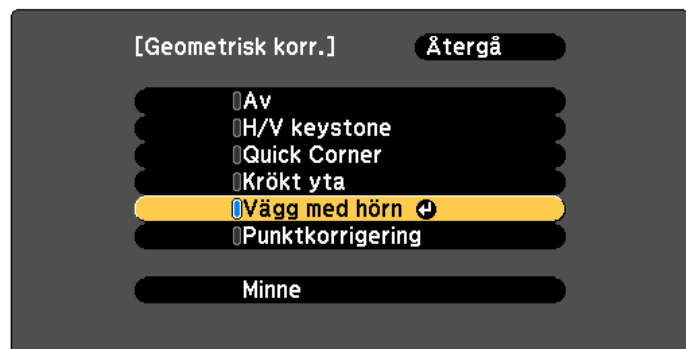 [Geometrisk korr.] Återgå
Av
H/V keystone
Quick Corner
Krökt yta
Vägg med hörn
Punktkorrigering
Minne